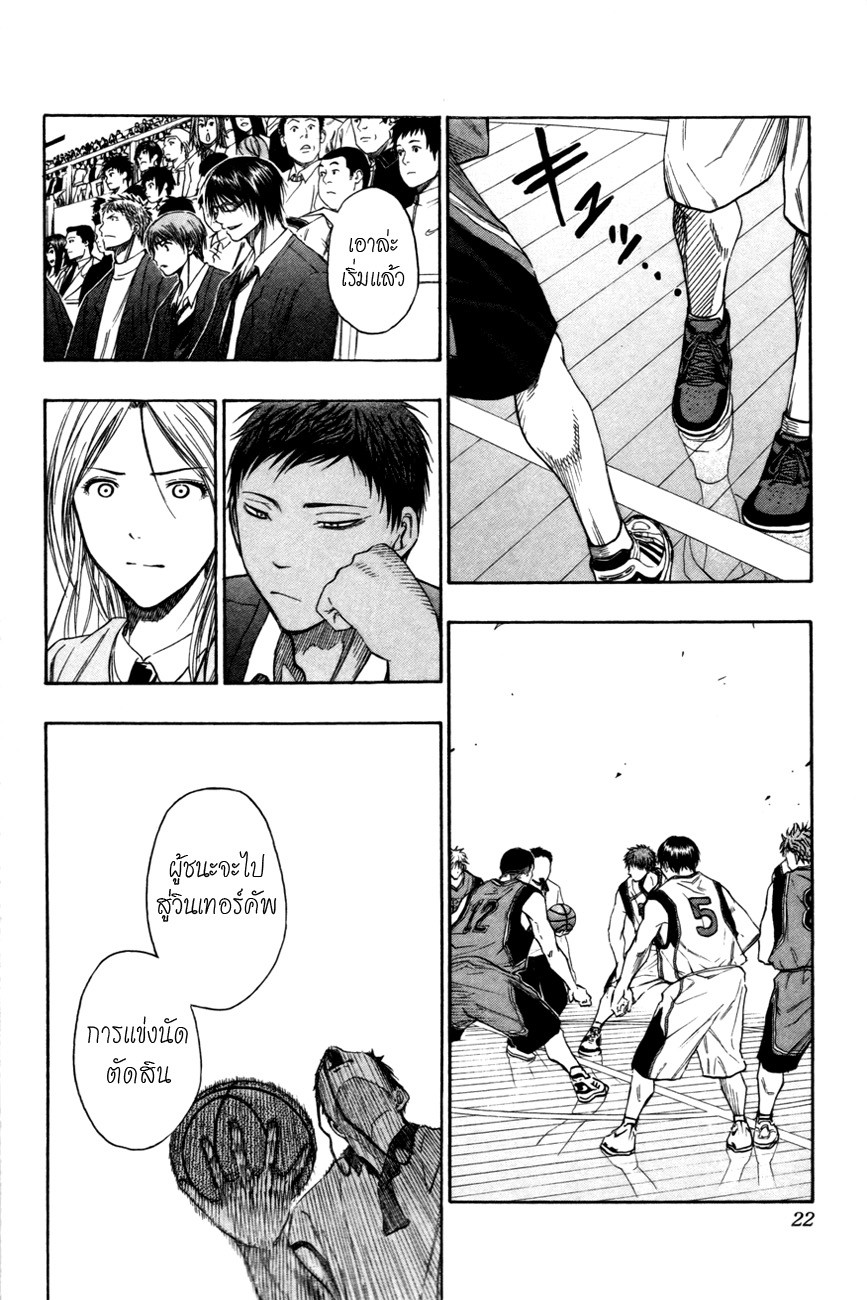 キュッ
เอาล่ะ
เริ่มแล้ว
12
5
8
ผู้ชนะจะไป
สู่วินเทอร์คัพ
การแข่งนัด
ตัดสิน
22